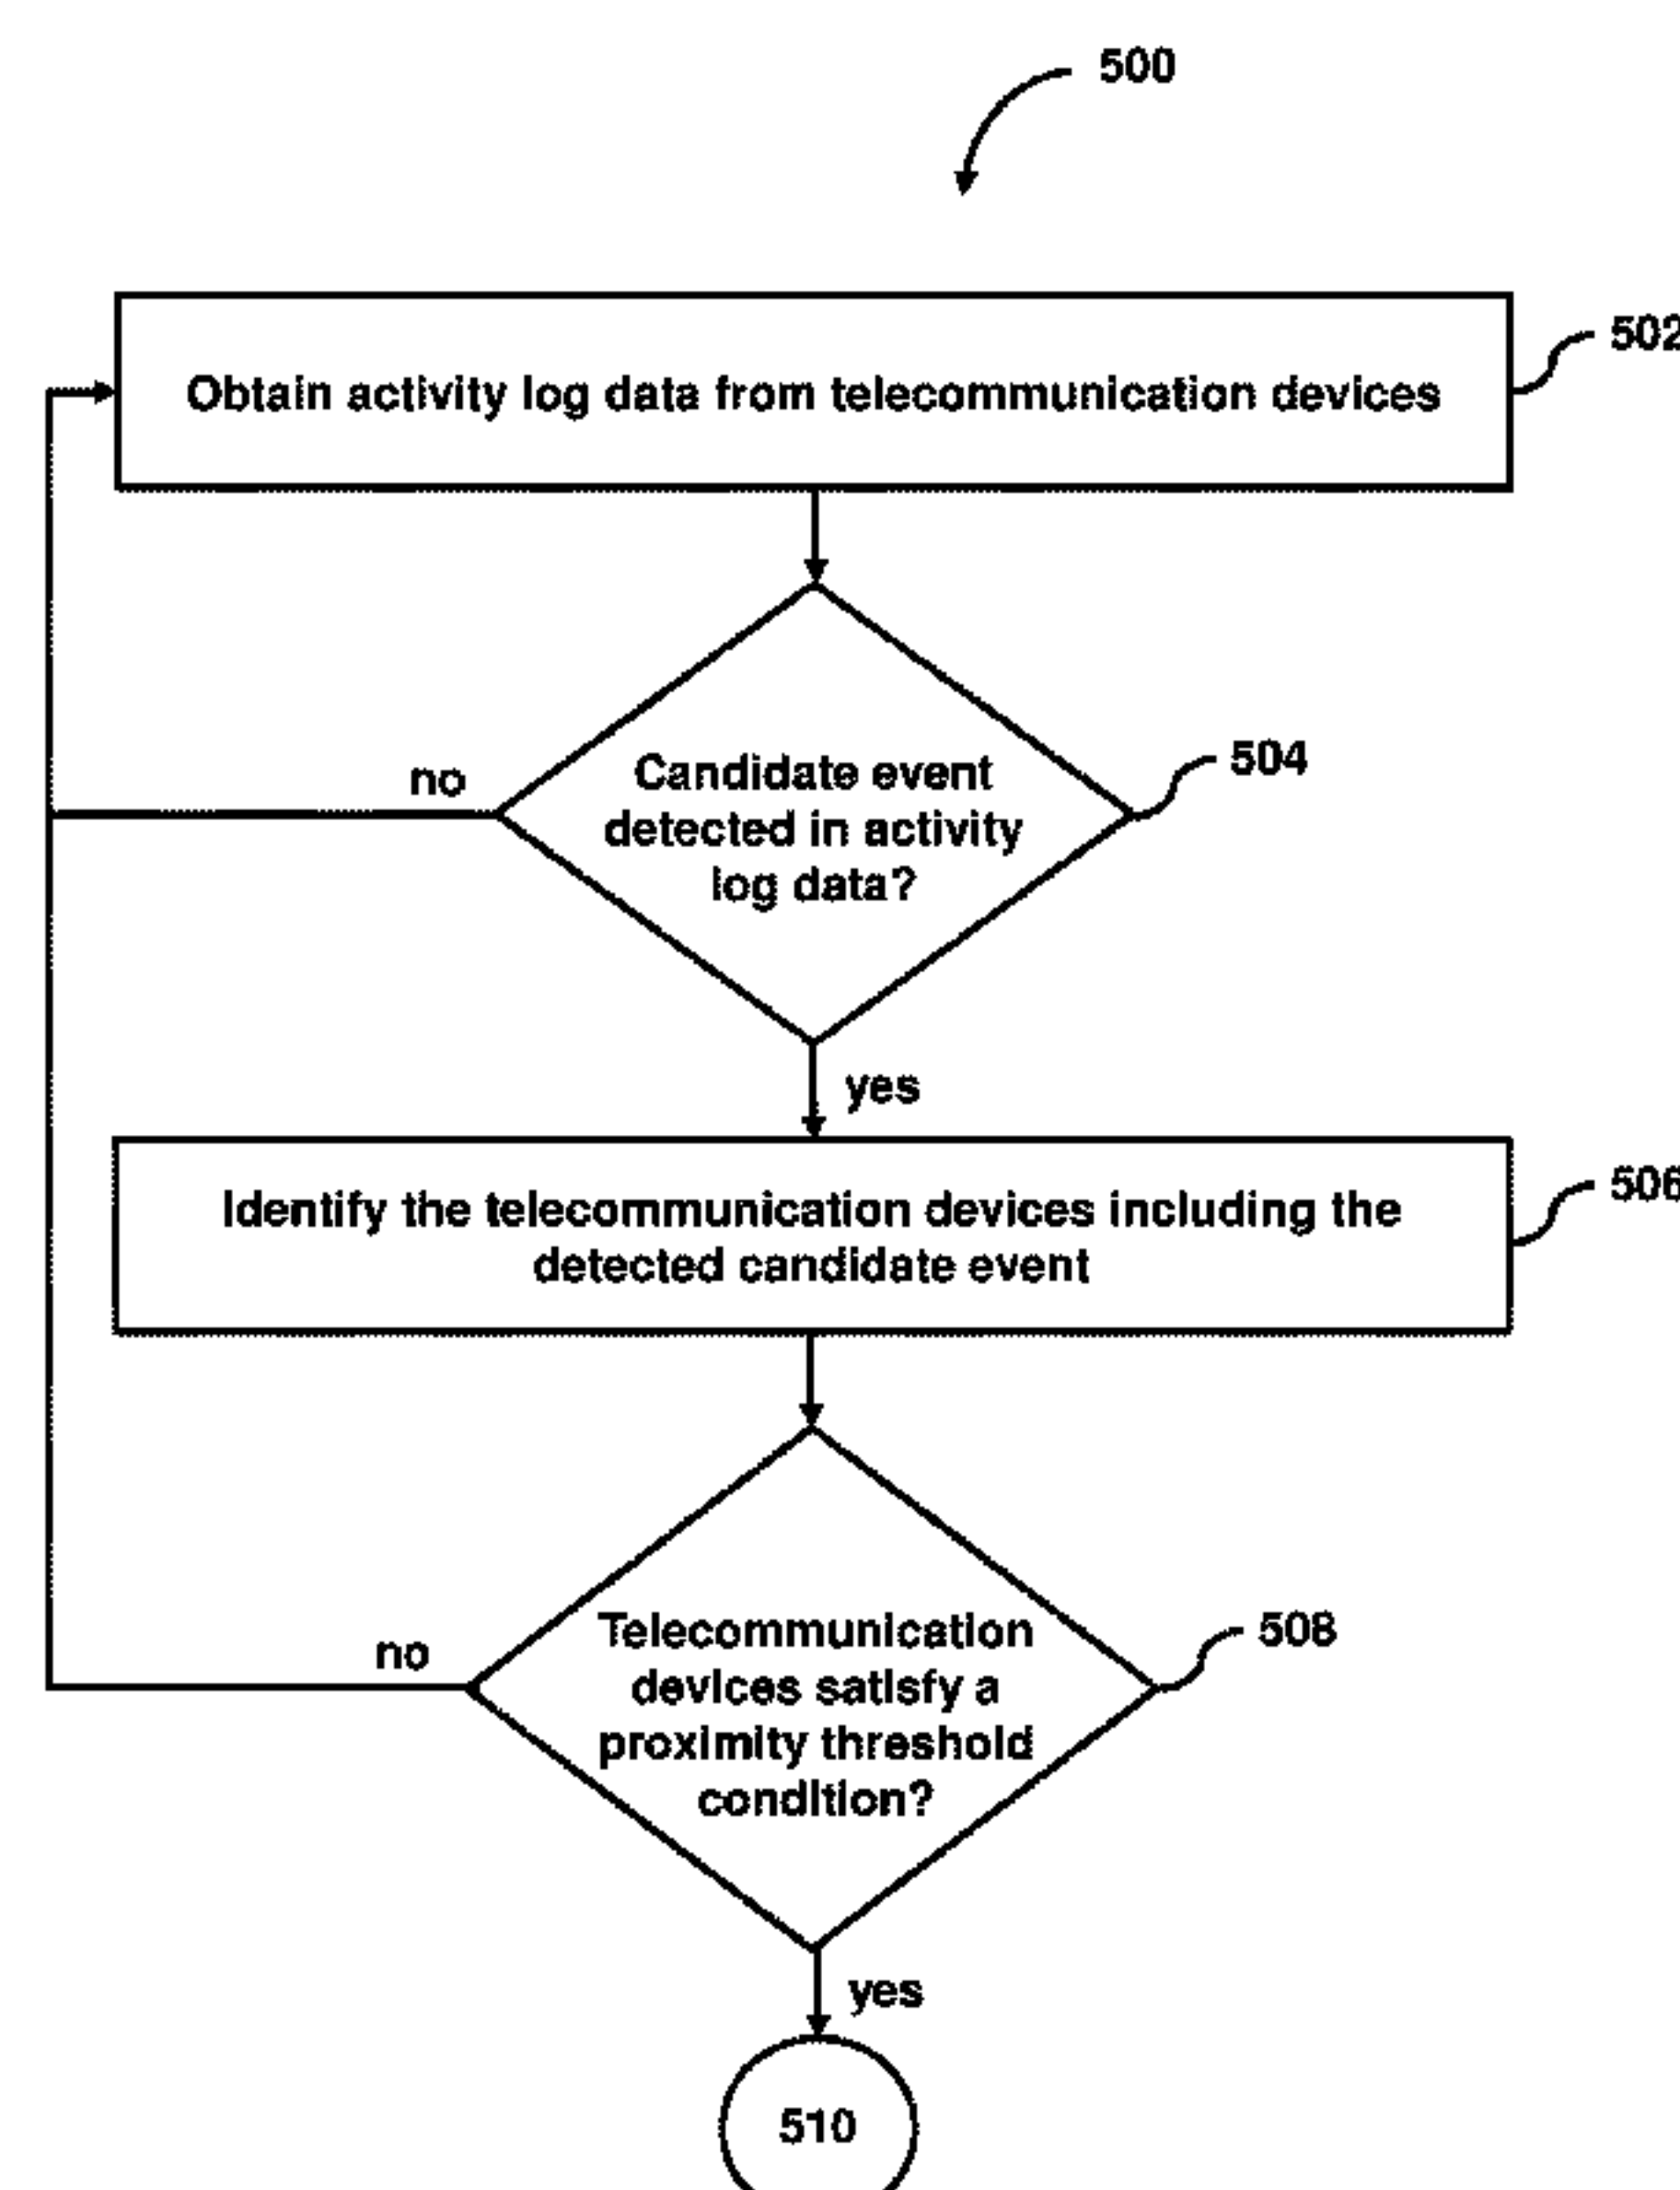 500
Obtain activity log data from telecommunication devices
502
Candidate event
detected in activity
log data?
504
no
yes
Identify the telecommunication devices including the
detected candidate event
506
Telecommunication
devices satisfy a
proximity threshold
condition?
508
no
yes
510